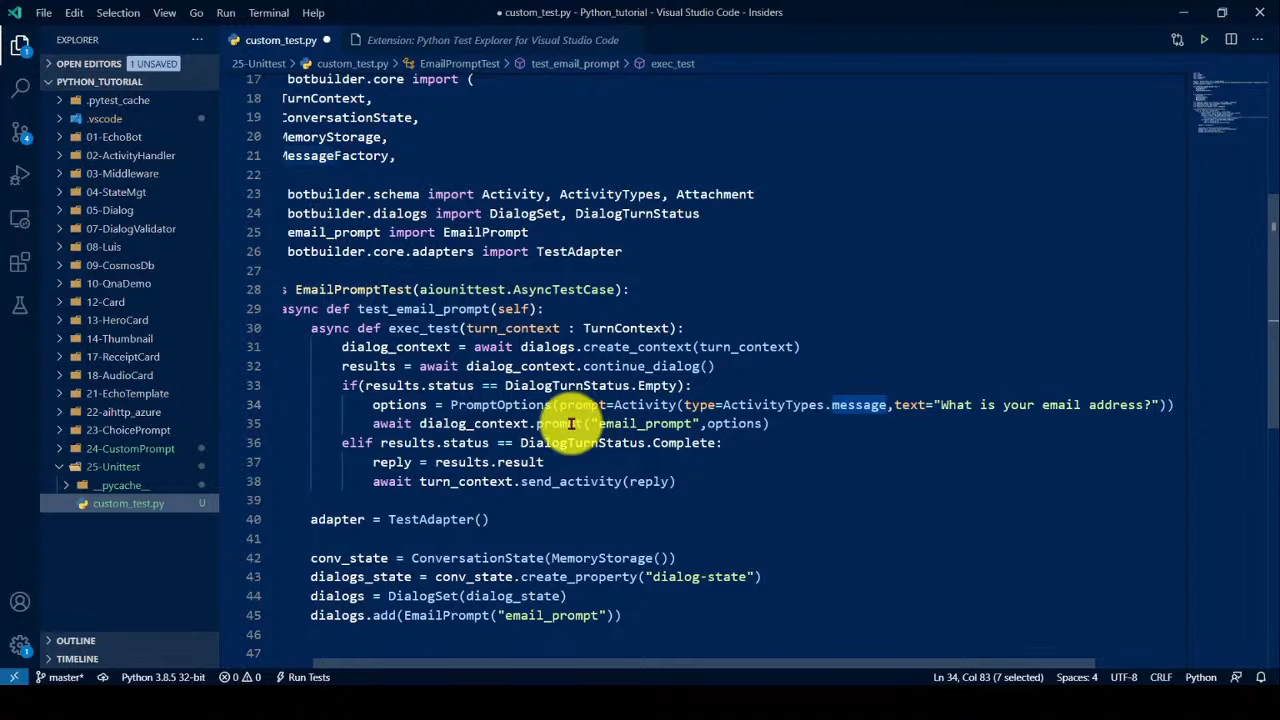 File Edit Selection View Go Run Terminal Help
● custom_test.py - Python_tutorial - Visual Studio Code - Insiders
EXPLORER
custom_test.py ●
Extension: Python Test Explorer for Visual Studio Code
OPEN EDITORS 1 UNSAVED
25-Unittest > custom_test.py > EmailPromptTest > test_email_prompt > exec_test
PYTHON_TUTORIAL
.pytest_cache
.vscode
01-EchoBot
02-ActivityHandler
03-Middleware
04-StateMgt
05-Dialog
07-DialogValidator
08-Luis
09-CosmosDb
10-QnaDemo
12-Card
13-HeroCard
14-Thumbnail
17-ReceiptCard
18-AudioCard
21-EchoTemplate
22-aihttp_azure
23-ChoicePrompt
24-CustomPrompt
25-Unittest
__pycache__
custom_test.py U
OUTLINE
TIMELINE
17 botbuilder.core import (
18 TurnContext,
19 ConversationState,
20 MemoryStorage,
21 MessageFactory,
22
23 botbuilder.schema import Activity, ActivityTypes, Attachment
24 botbuilder.dialogs import DialogSet, DialogTurnStatus
25 email_prompt import EmailPrompt
26 botbuilder.core.adapters import TestAdapter
27
28 s EmailPromptTest(aiounittest.AsyncTestCase):
29 async def test_email_prompt(self):
30 async def exec_test(turn_context : TurnContext):
31 dialog_context = await dialogs.create_context(turn_context)
32 results = await dialog_context.continue_dialog()
33 if(results.status == DialogTurnStatus.Empty):
34 options = PromptOptions(prompt=Activity(type=ActivityTypes.message,text="What is your email address?"))
35 await dialog_context.prompt("email_prompt",options)
36 elif results.status == DialogTurnStatus.Complete:
37 reply = results.result
38 await turn_context.send_activity(reply)
39
40 adapter = TestAdapter()
41
42 conv_state = ConversationState(MemoryStorage())
43 dialogs_state = conv_state.create_property("dialog-state")
44 dialogs = DialogSet(dialog_state)
45 dialogs.add(EmailPrompt("email_prompt"))
46
47
master* Python 3.8.5 32-bit 0 0 Run Tests Ln 34, Col 83 (7 selected) Spaces: 4 UTF-8 CRLF Python